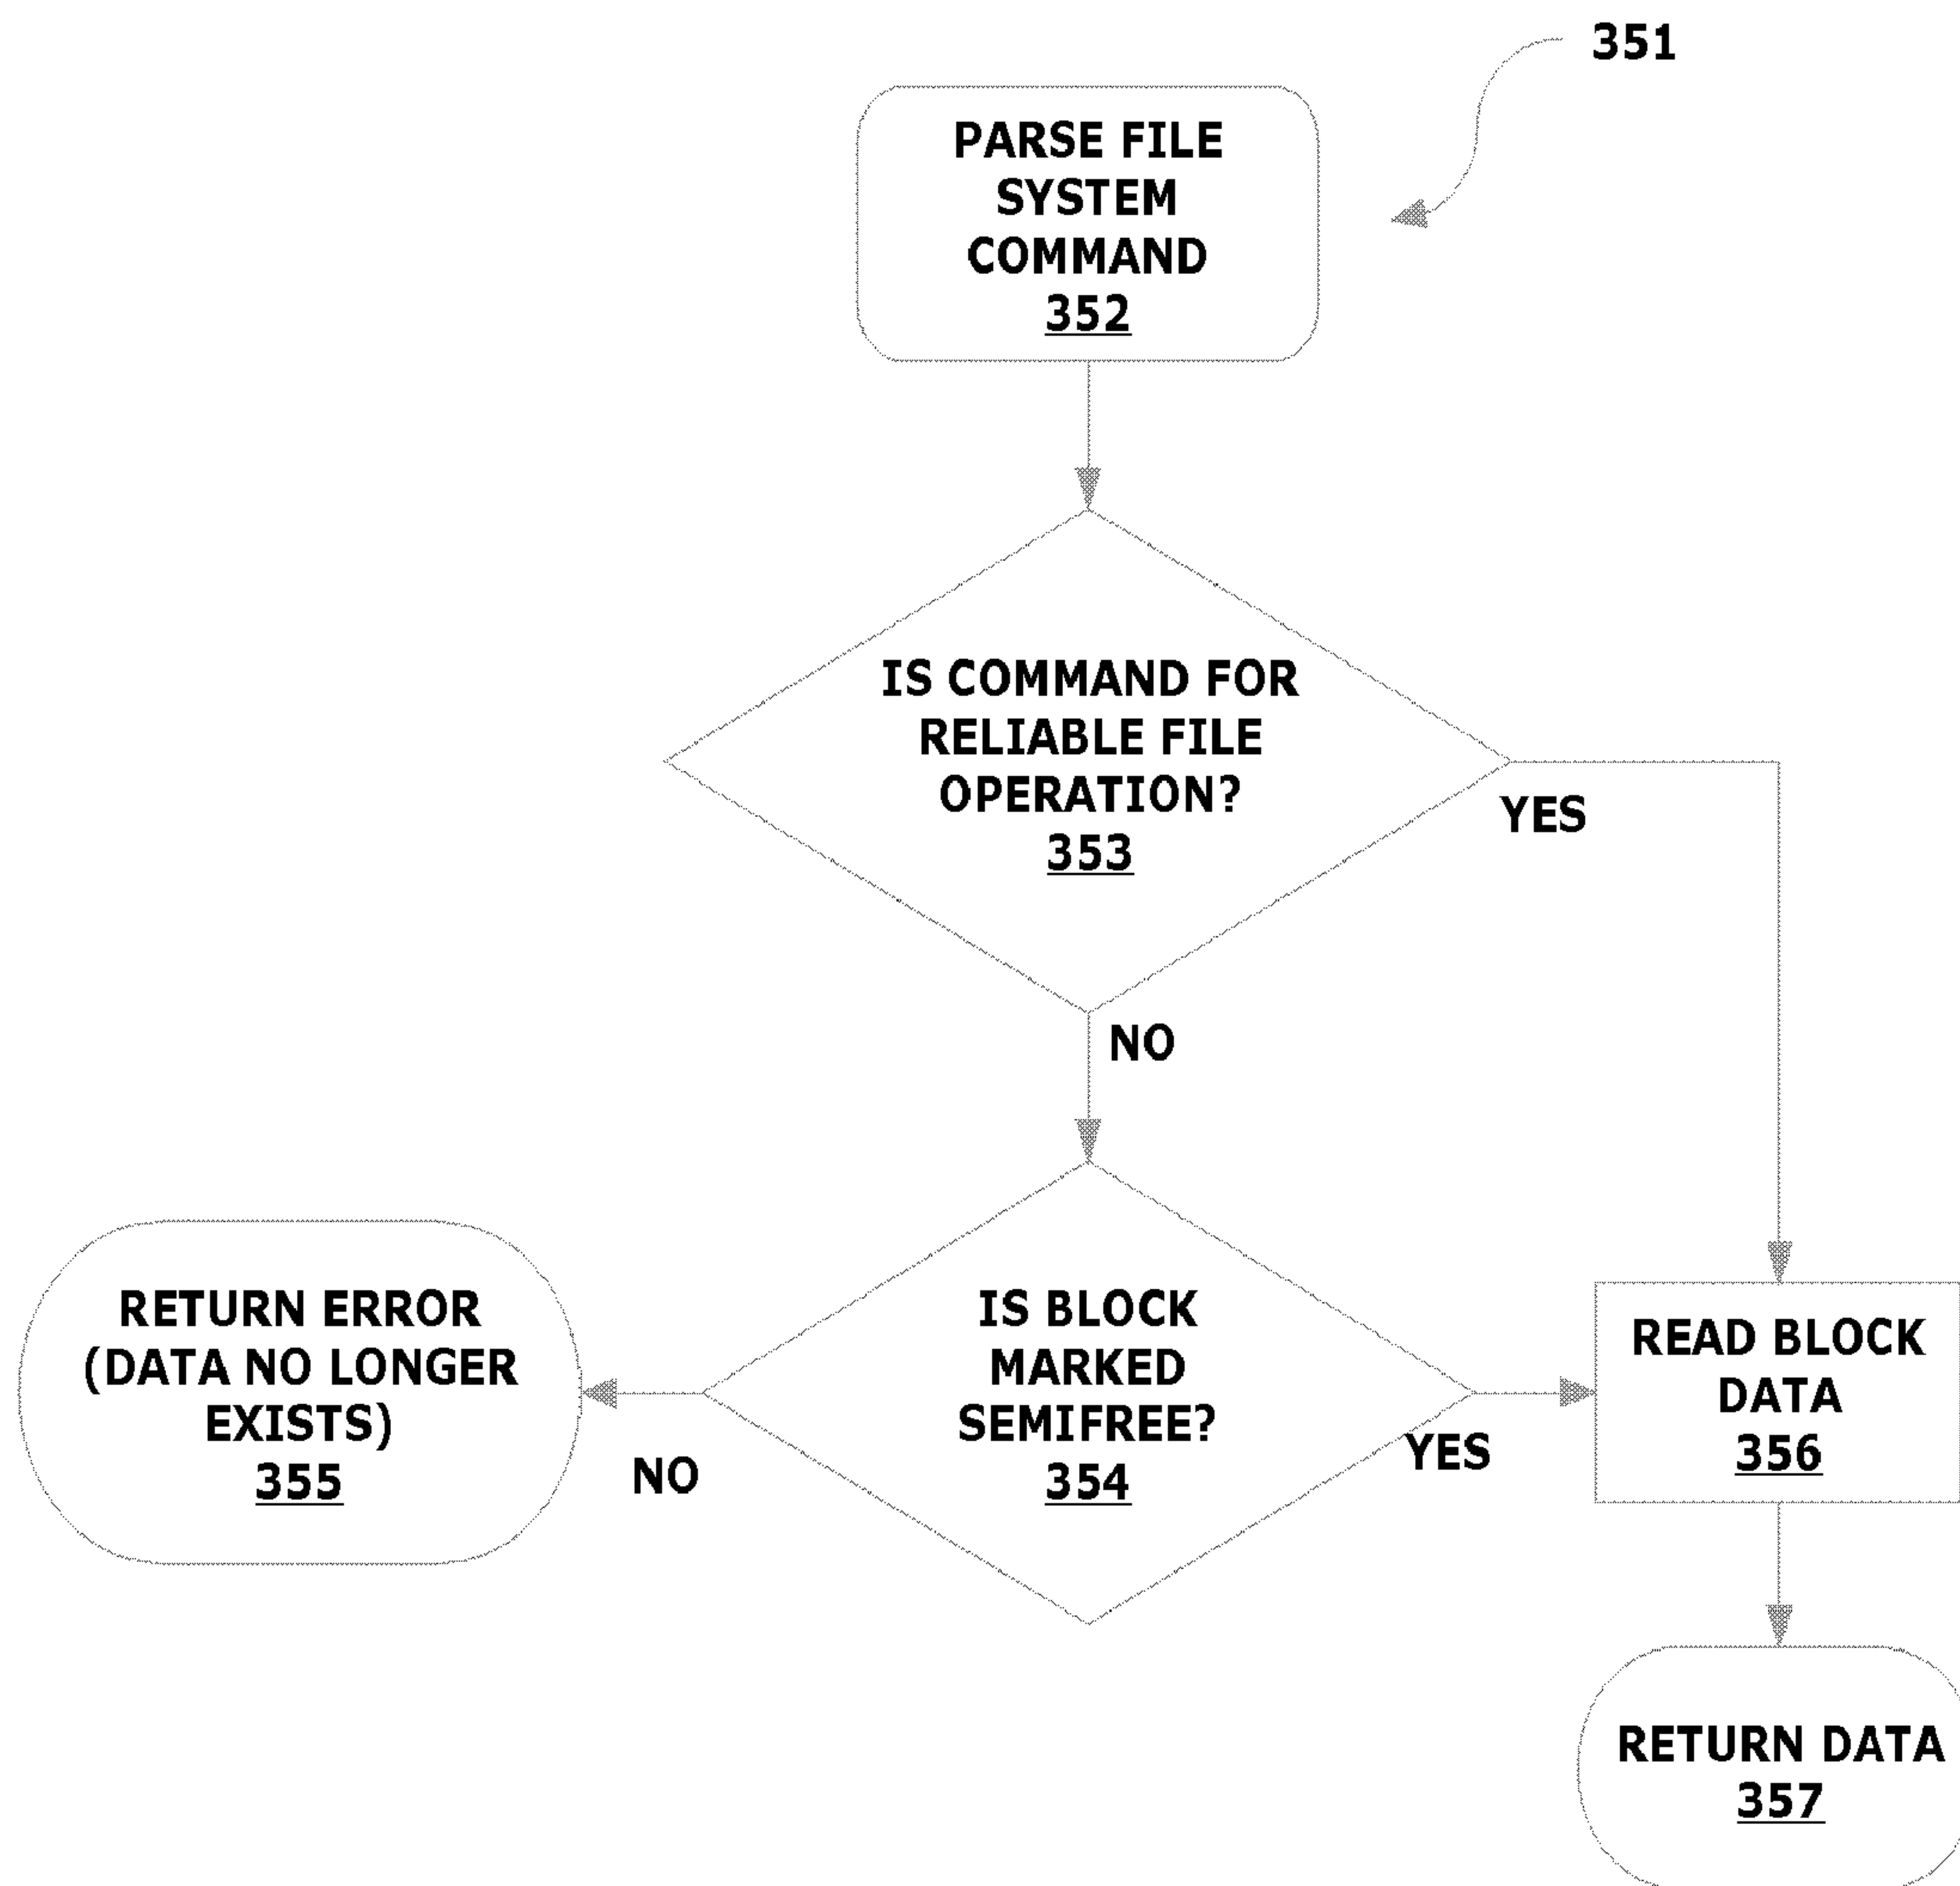 351
PARSE FILE
SYSTEM
COMMAND
352
IS COMMAND FOR
RELIABLE FILE
OPERATION?
353
YES
NO
IS BLOCK
MARKED
SEMIFREE?
354
NO
YES
RETURN ERROR
(DATA NO LONGER
EXISTS)
355
READ BLOCK
DATA
356
RETURN DATA
357